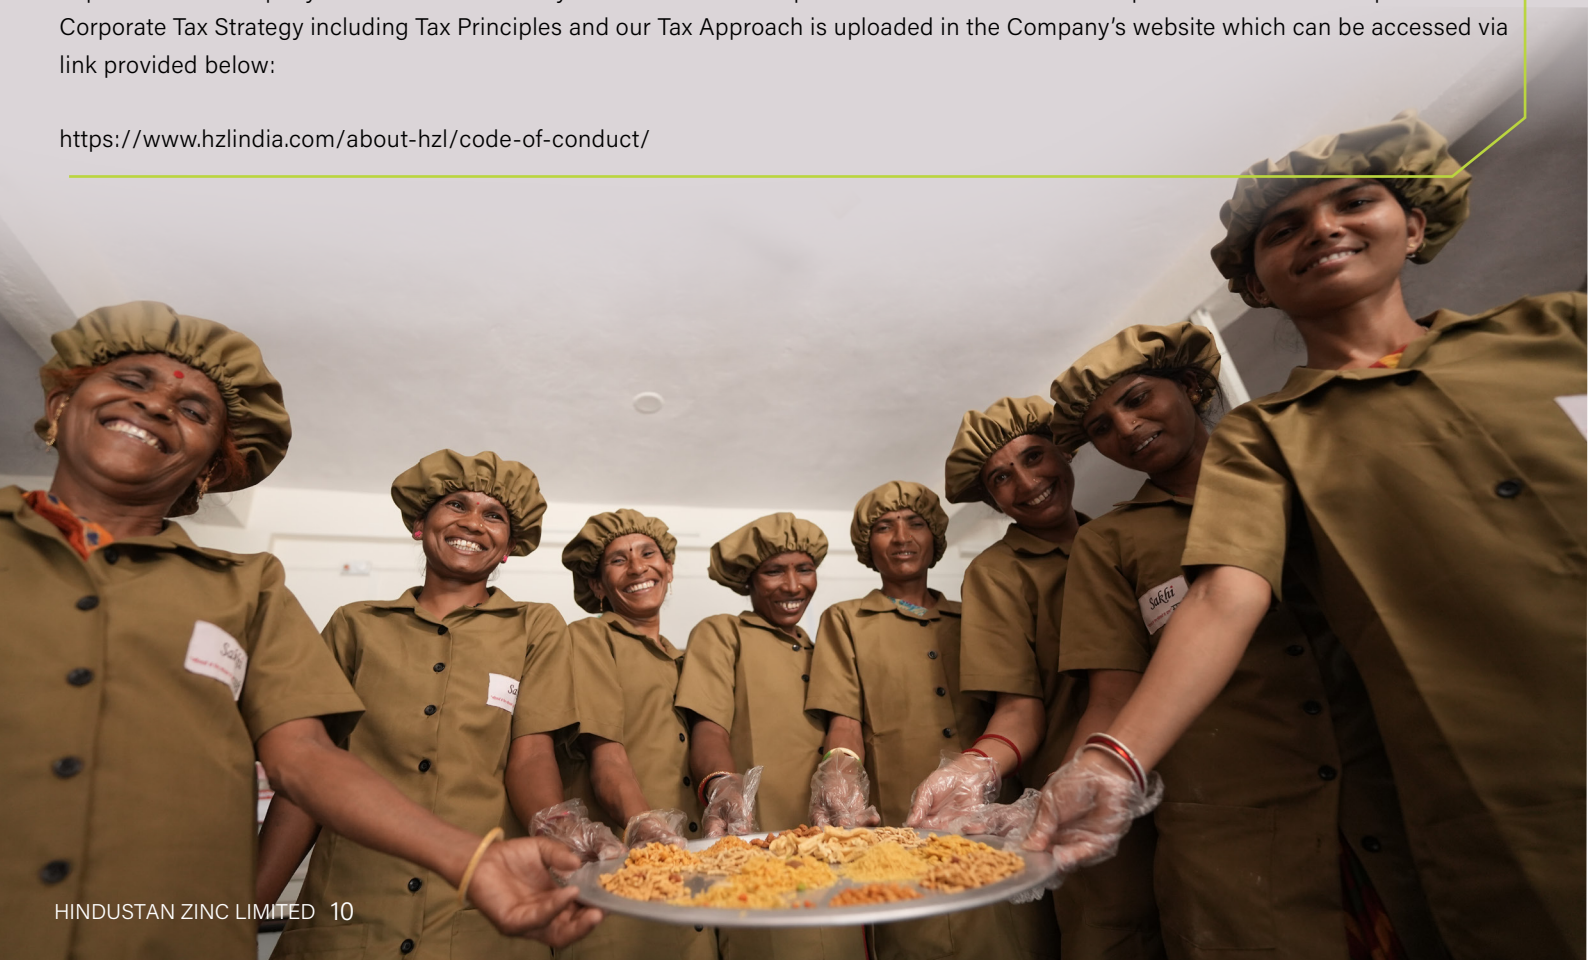 Corporate Tax Strategy including Tax Principles and our Tax Approach is uploaded in the Company's website which can be accessed via
link provided below:
https://www.hzlindia.com/about-hzl/code-of-conduct/
Sakhi
HINDUSTAN ZINC LIMITED 10